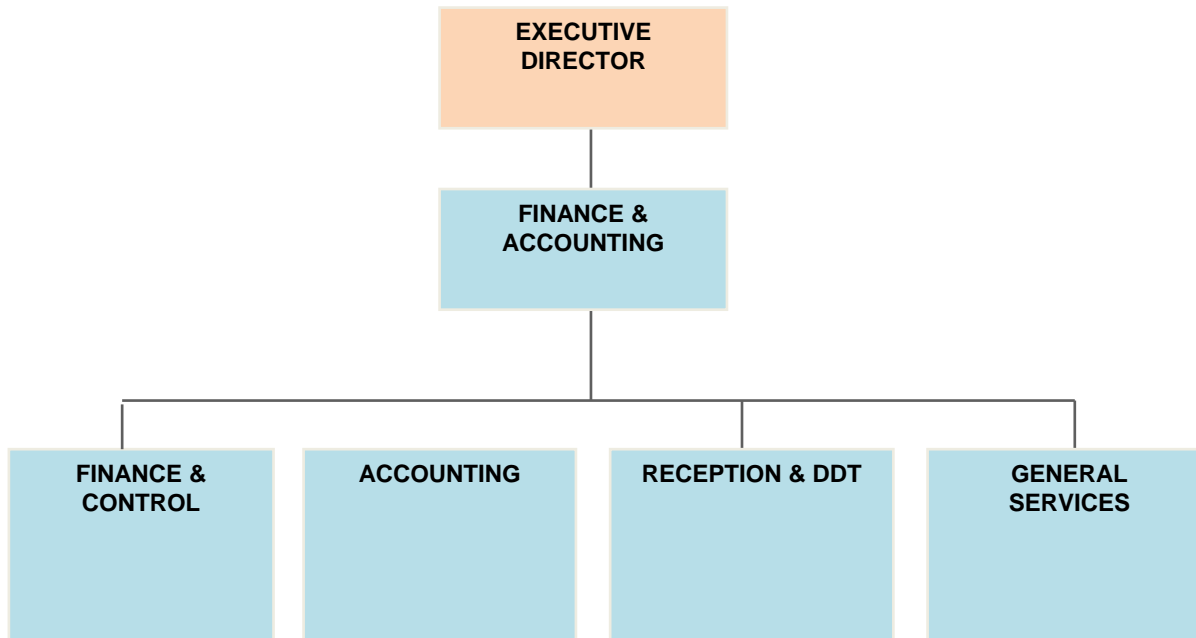 EXECUTIVE
DIRECTOR
FINANCE &
ACCOUNTING
FINANCE &
CONTROL
ACCOUNTING
RECEPTION & DDT
GENERAL
SERVICES